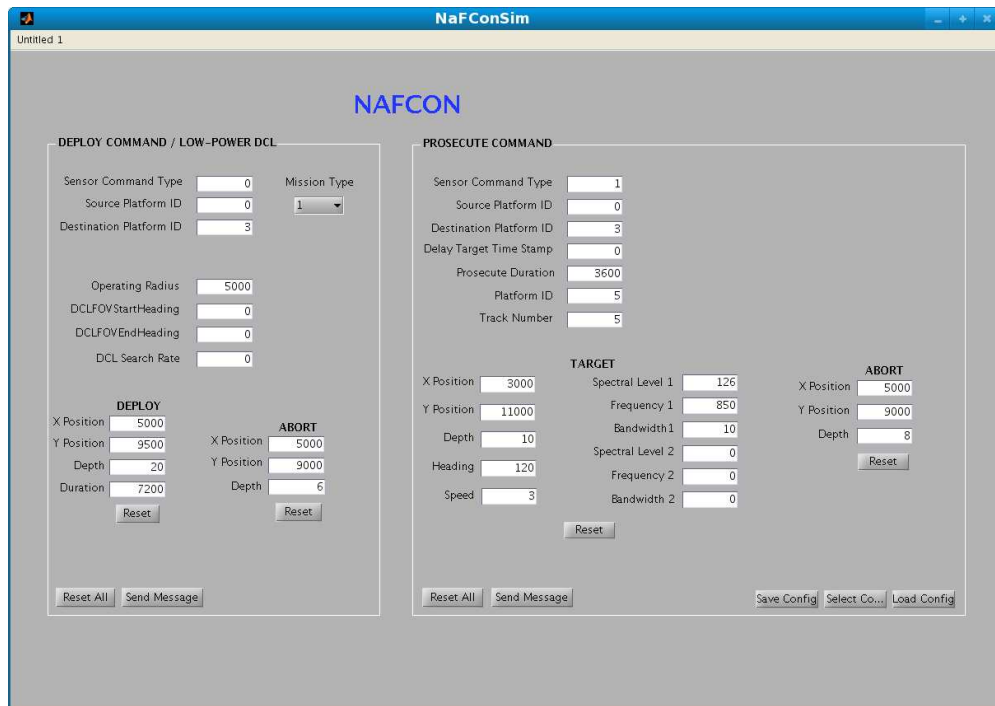 NaFConSim
Untitled 1
NAFCON
DEPLOY COMMAND / LOW-POWER DCL
Sensor Command Type 0 Mission Type
Source Platform ID 0 1
Destination Platform ID 3
Operating Radius 5000
DCLFOVStartHeading 0
DCLFOVEndHeading 0
DCL Search Rate 0
DEPLOY
X Position 5000
Y Position 9500
Depth 20
Duration 7200
Reset
ABORT
X Position 5000
Y Position 9000
Depth 6
Reset
Reset All Send Message
PROSECUTE COMMAND
Sensor Command Type 1
Source Platform ID 0
Destination Platform ID 3
Delay Target Time Stamp 0
Prosecute Duration 3600
Platform ID 5
Track Number 5
TARGET
X Position 3000 Spectral Level 1 126
Y Position 11000 Frequency 1 850
Depth 10 Bandwidth1 10
Heading 120 Spectral Level 2 0
Speed 3 Frequency 2 0
Bandwidth 2 0
Reset
ABORT
X Position 5000
Y Position 9000
Depth 8
Reset
Reset All Send Message Save Config Select Co... Load Config